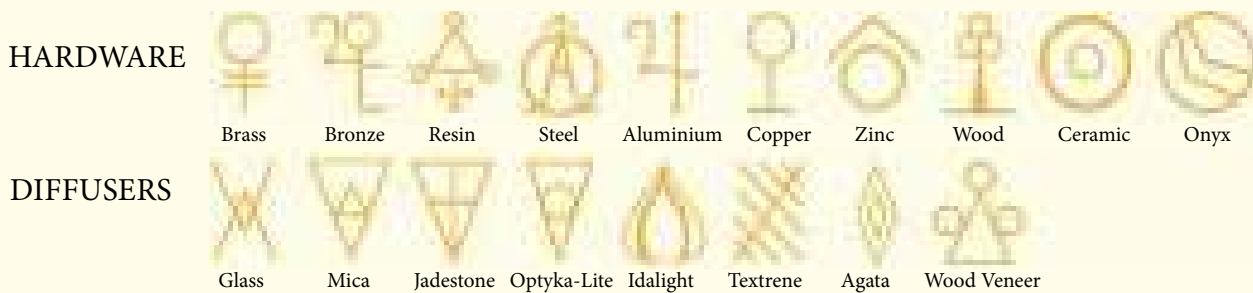 HARDWARE
Brass Bronze Resin Steel Aluminium Copper Zinc Wood Ceramic Onyx
DIFFUSERS
Glass Mica Jadestone Optyka-Lite Idalight Textrene Agata Wood Veneer